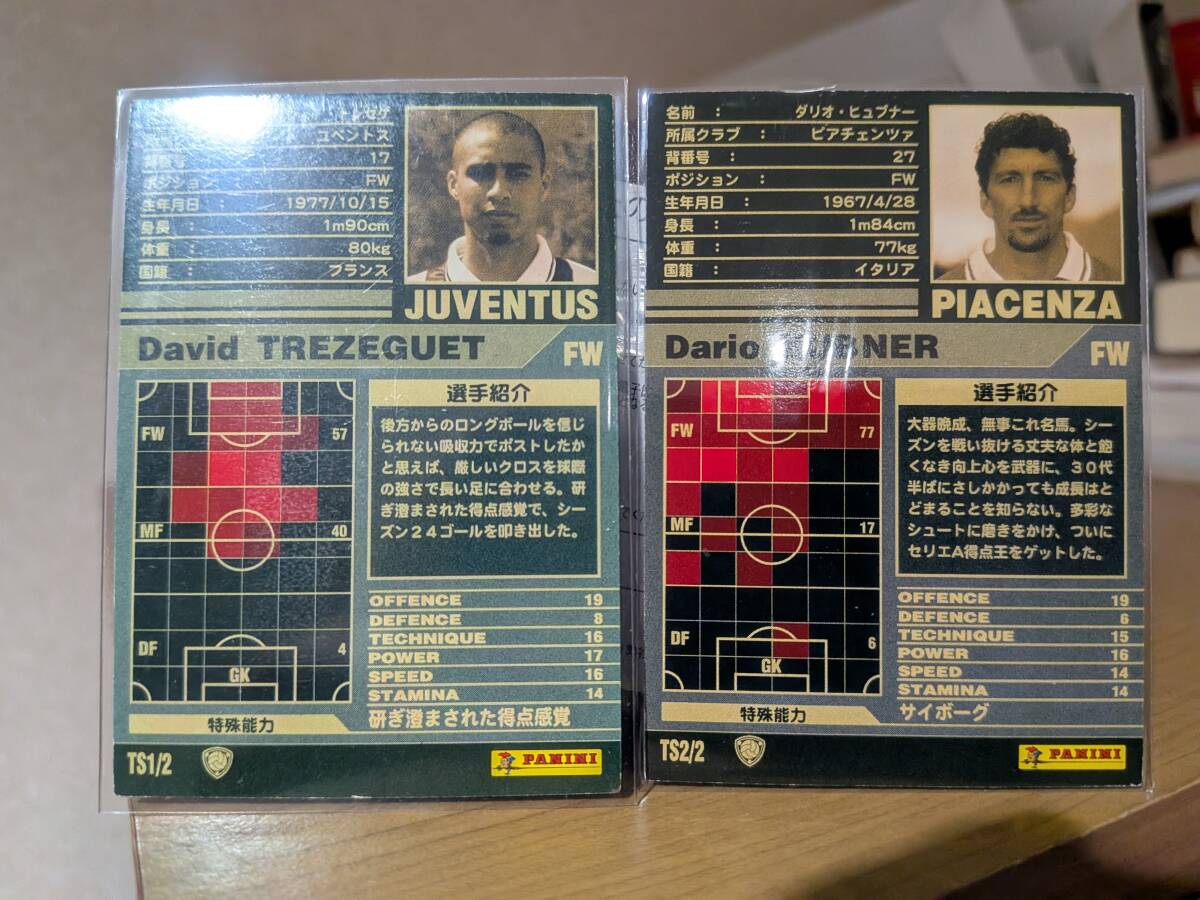 レゼゲ
ユベントス
17
ポジション : FW
生年月日 : 1977/10/15
身長 : 1m90cm
体重 : 80kg
国籍 : フランス
JUVENTUS
David TREZEGUET
FW
FW 57
MF 40
DF 4
GK
選手紹介
後方からのロングボールを信じ
られない吸収力でポストしたか
と思えば、厳しいクロスを球際
の強さで長い足に合わせる。研
ぎ澄まされた得点感覚で、シー
ズン24ゴールを叩き出した。
OFFENCE 19
DEFENCE 8
TECHNIQUE 16
POWER 17
SPEED 16
STAMINA 14
特殊能力
研ぎ澄まされた得点感覚
TS1/2
PANINI
名前 : ダリオ・ヒュプナー
所属クラブ : ピアチェンツァ
背番号 : 27
ポジション : FW
生年月日 : 1967/4/28
身長 : 1m84cm
体重 : 77kg
国籍 : イタリア
PIACENZA
Dario HUBNER
FW
FW 77
MF 17
DF 6
GK
選手紹介
大器晩成、無事これ名馬。シー
ズンを戦い抜ける丈夫な体と飽
くなき向上心を武器に、30代
半ばにさしかかっても成長はと
どまることを知らない。多彩な
シュートに磨きをかけ、ついに
セリエA得点王をゲットした。
OFFENCE 19
DEFENCE 6
TECHNIQUE 15
POWER 16
SPEED 14
STAMINA 14
特殊能力
サイボーグ
TS2/2
PANINI